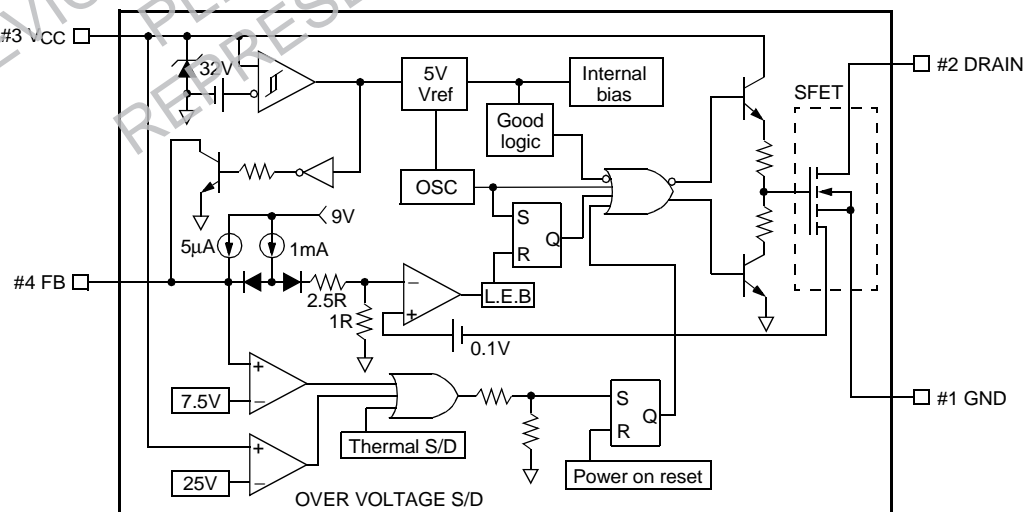 #3 VCC
32V
5V
Vref
Internal
bias
Good
logic
OSC
#2 DRAIN
SFET
9V
5μA
1mA
S
R
Q
#4 FB
2.5R
1R
−
+
L.E.B
0.1V
+
−
7.5V
Thermal S/D
S
R
Q
#1 GND
+
−
25V
Power on reset
OVER VOLTAGE S/D